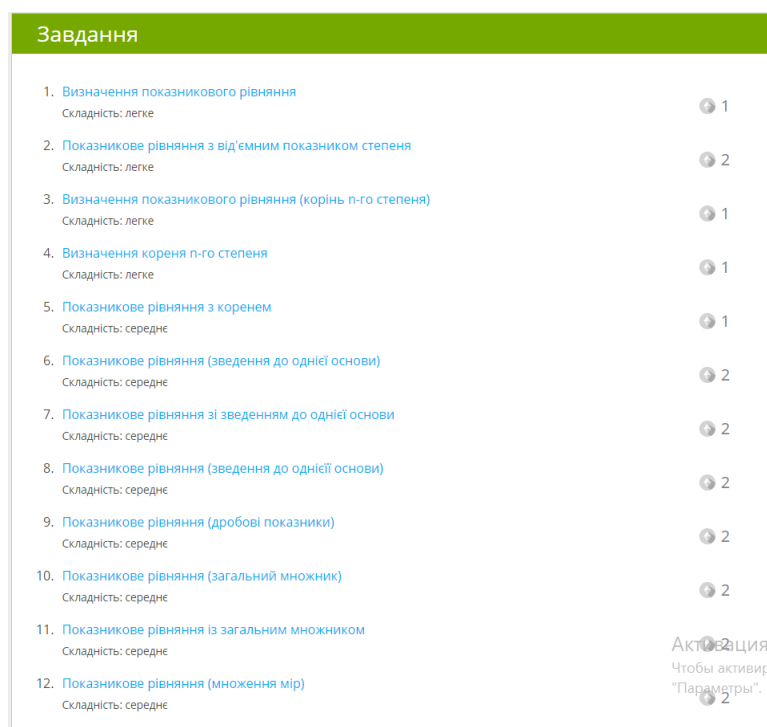 Завдання
1. Визначення показникового рівняння
Складність: легке
1
2. Показникове рівняння з від'ємним показником степеня
Складність: легке
2
3. Визначення показникового рівняння (корінь n-го степеня)
Складність: легке
1
4. Визначення кореня n-го степеня
Складність: легке
1
5. Показникове рівняння з коренем
Складність: середнє
1
6. Показникове рівняння (зведення до однієї основи)
Складність: середнє
2
7. Показникове рівняння зі зведенням до однієї основи
Складність: середнє
2
8. Показникове рівняння (зведення до однієїї основи)
Складність: середнє
2
9. Показникове рівняння (дробові показники)
Складність: середнє
2
10. Показникове рівняння (загальний множник)
Складність: середнє
2
11. Показникове рівняння із загальним множником
Складність: середнє
2
12. Показникове рівняння (множення мір)
Складність: середнє
2
Активация
Чтобы активир
"Параметры".